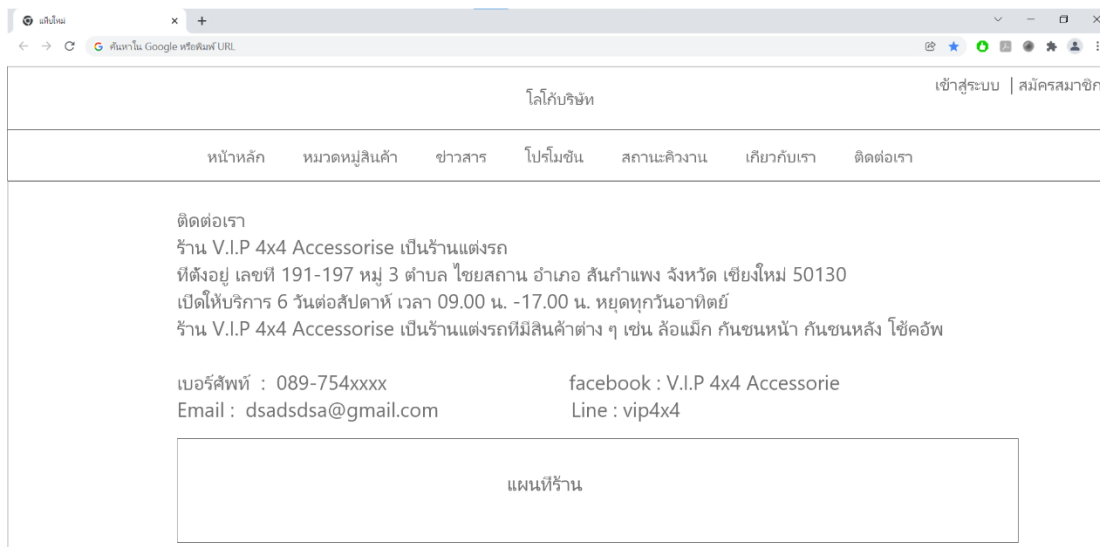 แท็บใหม่
ค้นหาใน Google หรือพิมพ์ URL
เข้าสู่ระบบ | สมัครสมาชิก
โลโก้บริษัท
หน้าหลัก หมวดหมู่สินค้า ข่าวสาร โปรโมชัน สถานะคิวงาน เกี่ยวกับเรา ติดต่อเรา
ติดต่อเรา
ร้าน V.I.P 4x4 Accessorise เป็นร้านแต่งรถ
ที่ตั้งอยู่ เลขที่ 191-197 หมู่ 3 ตำบล ไชยสถาน อำเภอ สันกำแพง จังหวัด เชียงใหม่ 50130
เปิดให้บริการ 6 วันต่อสัปดาห์ เวลา 09.00 น. -17.00 น. หยุดทุกวันอาทิตย์
ร้าน V.I.P 4x4 Accessorise เป็นร้านแต่งรถที่มีสินค้าต่าง ๆ เช่น ล้อแม็ก กันชนหน้า กันชนหลัง โช้คอัพ
เบอร์ศัพท์ : 089-754xxxx facebook : V.I.P 4x4 Accessorie
Email : dsadsdsa@gmail.com Line : vip4x4
แผนที่ร้าน